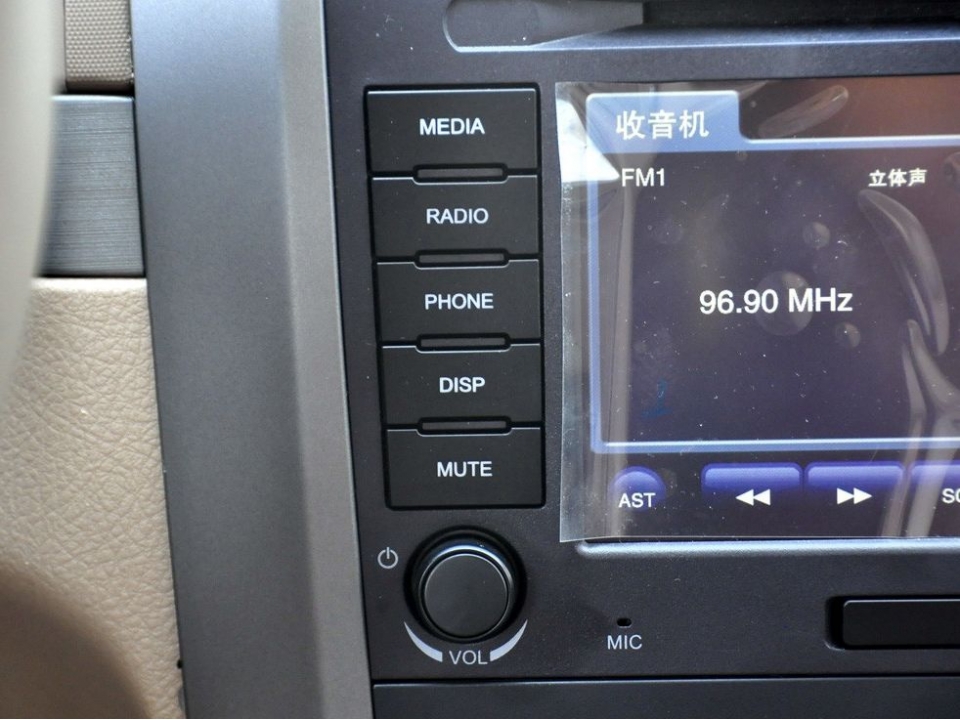 MEDIA
RADIO
PHONE
DISP
MUTE
VOL
MIC
收音机
FM1
立体声
96.90 MHz
AST